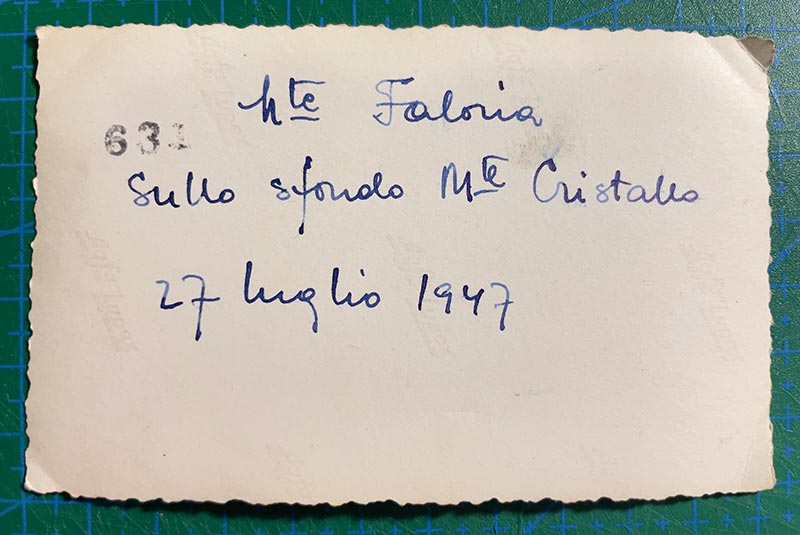 631
Mte Faloria
Sullo sfondo Mte Cristallo
27 luglio 1947